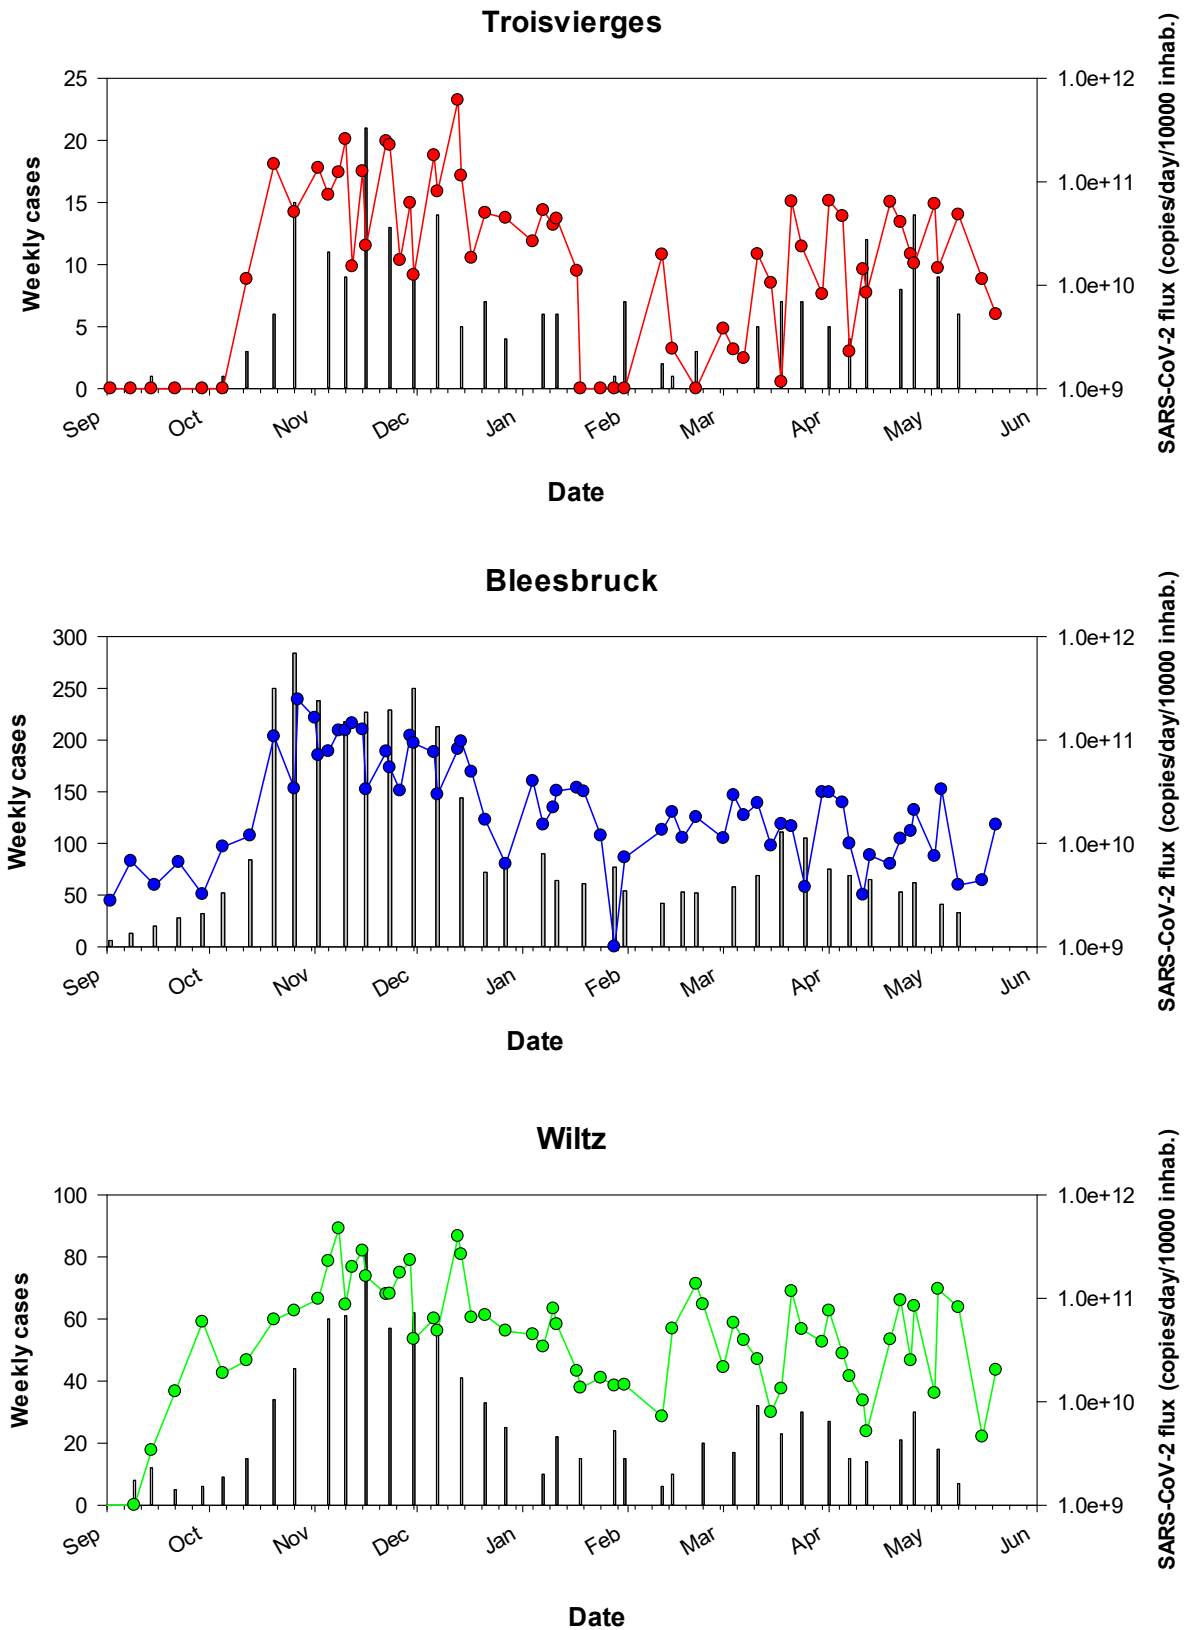 Troisvierges
25
20
15
10
5
0
Weekly cases
1.0e+12
1.0e+11
1.0e+10
1.0e+9
SARS-CoV-2 flux (copies/day/10000 inhab.)
Sep Oct Nov Dec Jan Feb Mar Apr May Jun
Date
Bleesbruck
300
250
200
150
100
50
0
Weekly cases
1.0e+12
1.0e+11
1.0e+10
1.0e+9
SARS-CoV-2 flux (copies/day/10000 inhab.)
Sep Oct Nov Dec Jan Feb Mar Apr May Jun
Date
Wiltz
100
80
60
40
20
0
Weekly cases
1.0e+12
1.0e+11
1.0e+10
1.0e+9
SARS-CoV-2 flux (copies/day/10000 inhab.)
Sep Oct Nov Dec Jan Feb Mar Apr May Jun
Date